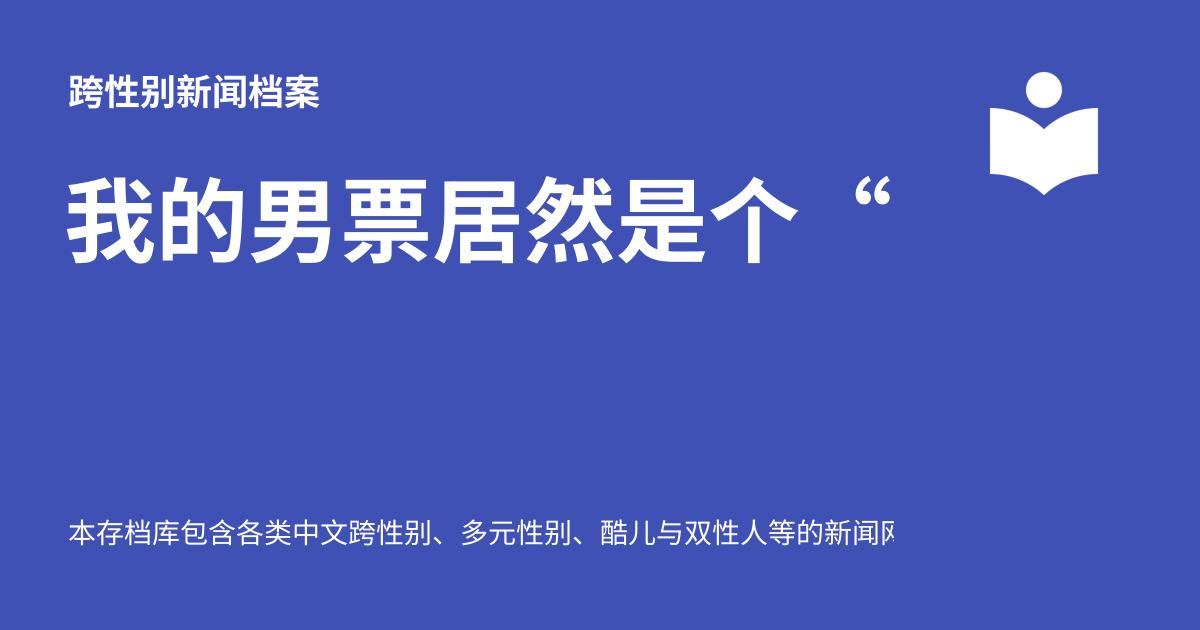 跨性别新闻档案
我的男票居然是个“
本存档库包含各类中文跨性别、多元性别、酷儿与双性人等的新闻